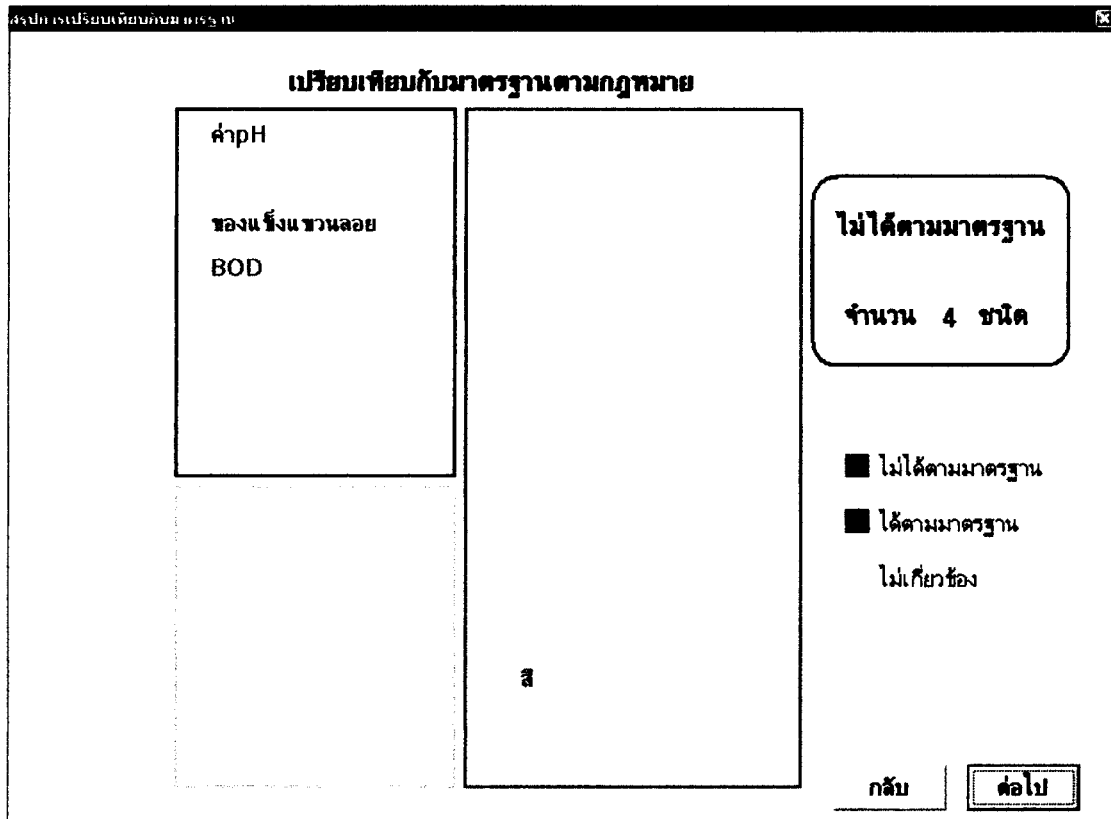 สรุปการเปรียบเทียบกับมาตรฐาน
เปรียบเทียบกับมาตรฐานตามกฎหมาย
ค่าpH
ของแข็งแขวนลอย
BOD
สี
ไม่ได้ตามมาตรฐาน
จำนวน 4 ชนิด
ไม่ได้ตามมาตรฐาน
ได้ตามมาตรฐาน
ไม่เกี่ยวข้อง
กลับ
ต่อไป